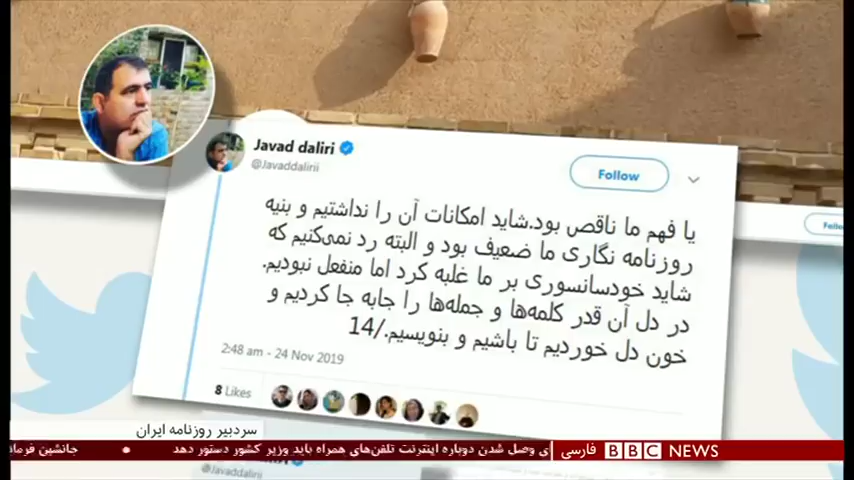 Javad daliri
@Javaddalirii
Follow
یا فهم ما ناقص بود.شاید امکانات آن را نداشتیم و بنیه
روزنامه نگاری ما ضعیف بود و البته رد نمی‌کنیم که
شاید خودسانسوری بر ما غلبه کرد اما منفعل نبودیم.
در دل آن قدر کلمه‌ها و جمله‌ها را جابه جا کردیم و
خون دل خوردیم تا باشیم و بنویسیم./14
2:48 am - 24 Nov 2019
8 Likes
سردبیر روزنامه ایران
BBC NEWS فارسی
ی وصل شدن دوباره اینترنت تلفن‌های همراه باید وزیر کشور دستور دهد
جانشین
@Javaddalirii